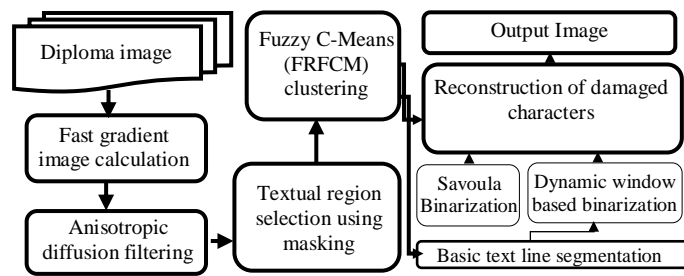 Diploma image
Fast gradient
image calculation
Anisotropic
diffusion filtering
Textual region
selection using
masking
Fuzzy C-Means
(FRFCM)
clustering
Output Image
Reconstruction of damaged
characters
Savoula
Binarization
Dynamic window
based binarization
Basic text line segmentation